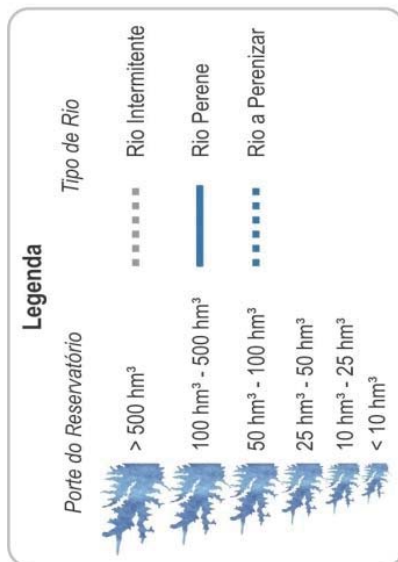 Legenda
Porte do Reservatório
> 500 hm³
100 hm³ - 500 hm³
50 hm³ - 100 hm³
25 hm³ - 50 hm³
10 hm³ - 25 hm³
< 10 hm³
Tipo de Rio
Rio Intermitente
Rio Perene
Rio a Perenizar